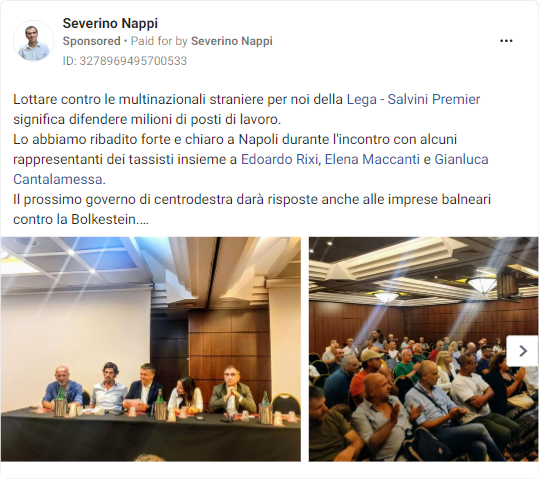 Severino Nappi
Sponsored • Paid for by Severino Nappi
ID: 3278969495700533
Lottare contro le multinazionali straniere per noi della Lega - Salvini Premier
significa difendere milioni di posti di lavoro.
Lo abbiamo ribadito forte e chiaro a Napoli durante l'incontro con alcuni
rappresentanti dei tassisti insieme a Edoardo Rixi, Elena Maccanti e Gianluca
Cantalamessa.
Il prossimo governo di centrodestra darà risposte anche alle imprese balneari
contro la Bolkestein....